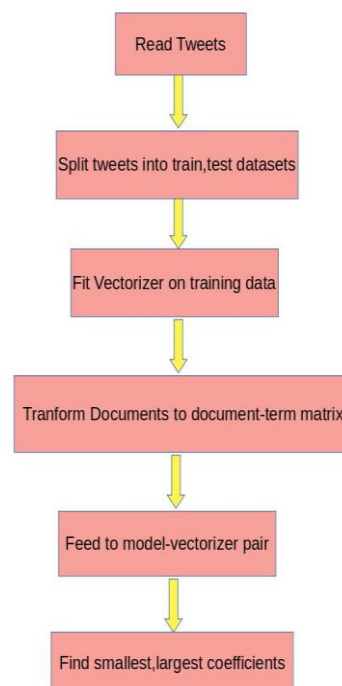 Read Tweets
Split tweets into train,test datasets
Fit Vectorizer on training data
Tranform Documents to document-term matrix
Feed to model-vectorizer pair
Find smallest,largest coefficients